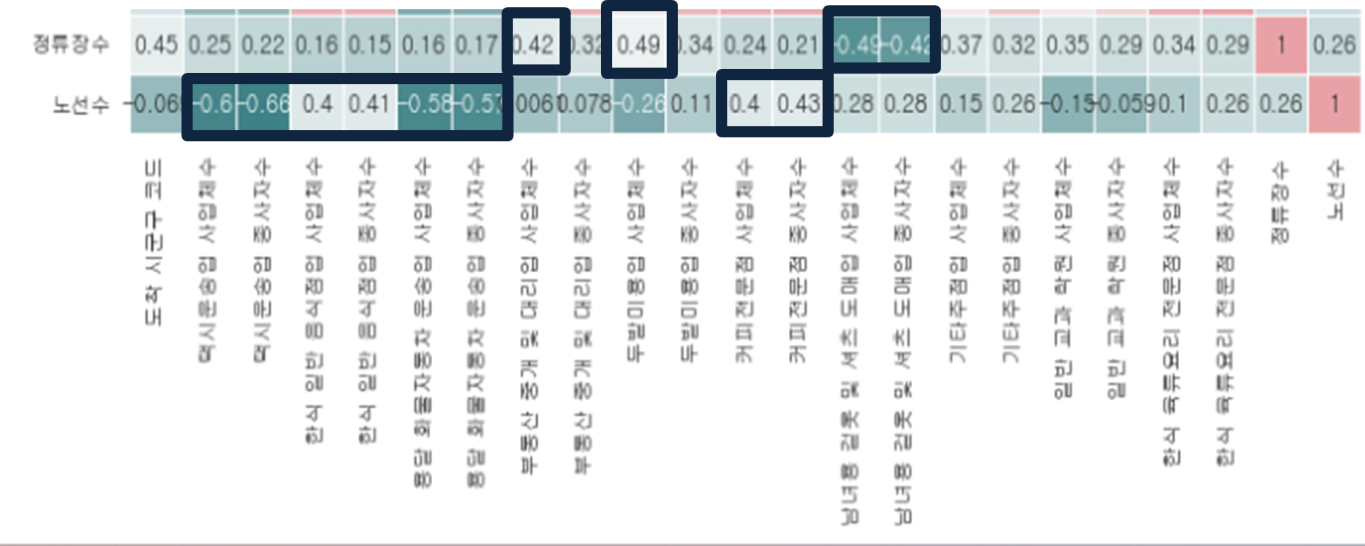 정류장수 0.45 0.25 0.22 0.16 0.15 0.16 0.17 0.42 0.32 0.49 0.34 0.24 0.21 -0.49 -0.42 0.37 0.32 0.35 0.29 0.34 0.29 1 0.26
노선수 -0.06 -0.6 -0.66 0.4 0.41 -0.58 -0.57 0061 0.078 -0.26 0.11 0.4 0.43 0.28 0.28 0.15 0.26 -0.15 -0.059 0.1 0.26 0.26 1
도착 시군구 코드
택시운송업 사업체수
택시운송업 종사자수
한식 일반 음식점업 사업체수
한식 일반 음식점업 종사자수
용달 화물자동차 운송업 사업체수
용달 화물자동차 운송업 종사자수
부동산 중개 및 대리업 사업체수
부동산 중개 및 대리업 종사자수
두발미용업 사업체수
두발미용업 종사자수
커피전문점 사업체수
커피전문점 종사자수
남녀용 겉옷 및 셔츠 도매업 사업체수
남녀용 겉옷 및 셔츠 도매업 종사자수
기타주점업 사업체수
기타주점업 종사자수
일반 교과 학원 사업체수
일반 교과 학원 종사자수
한식 육류요리 전문점 사업체수
한식 육류요리 전문점 종사자수
정류장수
노선수